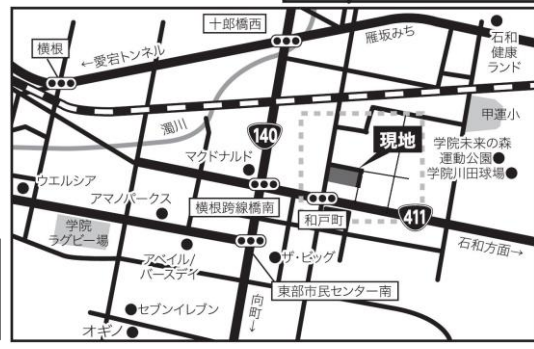 十郎橋西
雁坂みち
石和
健康
ランド
横根
←愛宕トンネル
濁川
140
現地
甲運小
マクドナルド
学院未来の森
運動公園
学院川田球場
ウエルシア
アマノパークス
横根跨線橋南
和戸町
411
石和方面→
学院
ラグビー場
アベイル/
バースデイ
ザ・ビッグ
東部市民センター南
向町↓
セブンイレブン
オギノ